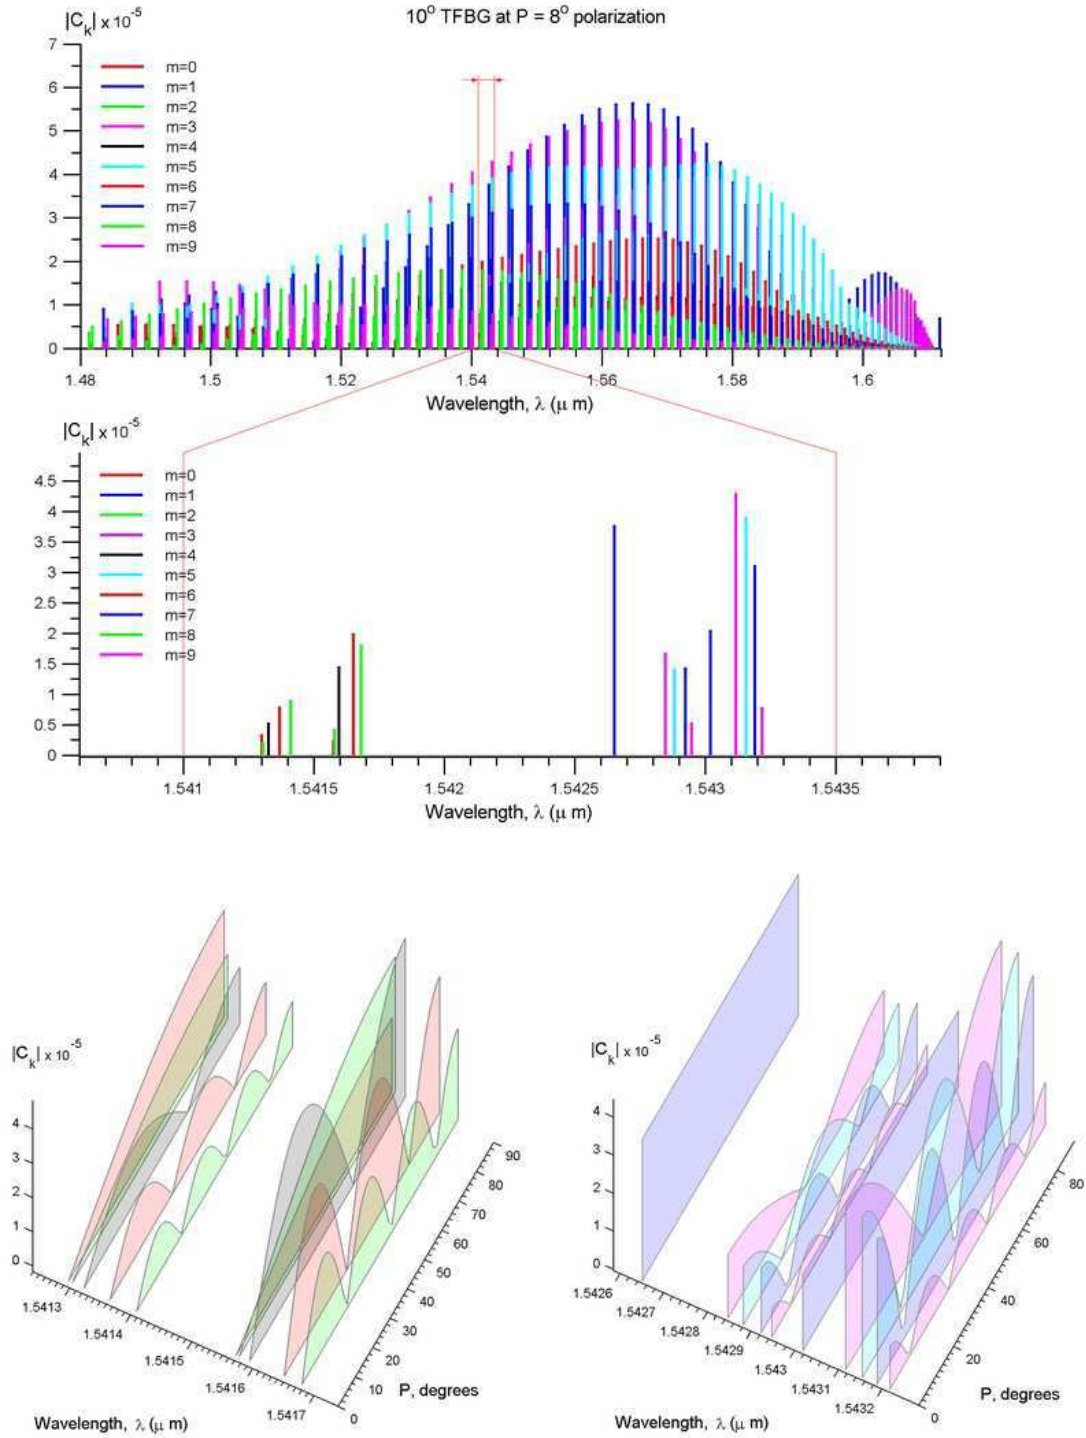 10° TFBG at P = 8° polarization
|C_k| x 10^-5
7
6
5
4
3
2
1
0
m=0
m=1
m=2
m=3
m=4
m=5
m=6
m=7
m=8
m=9
1.48 1.5 1.52 1.54 1.56 1.58 1.6
Wavelength, λ (μ m)
|C_k| x 10^-5
4.5
4
3.5
3
2.5
2
1.5
1
0.5
0
m=0
m=1
m=2
m=3
m=4
m=5
m=6
m=7
m=8
m=9
1.541 1.5415 1.542 1.5425 1.543 1.5435
Wavelength, λ (μ m)
|C_k| x 10^-5
4
3
2
1
0
1.5413
1.5414
1.5415
1.5416
1.5417
0
10
20
30
40
50
60
70
80
90
P, degrees
Wavelength, λ (μ m)
|C_k| x 10^-5
4
3
2
1
0
1.5426
1.5427
1.5428
1.5429
1.543
1.5431
1.5432
0
20
40
60
80
P, degrees
Wavelength, λ (μ m)